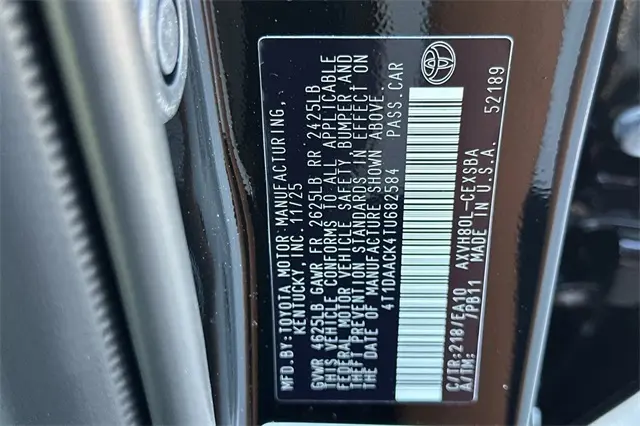 MFD.BY:TOYOTA MOTOR MANUFACTURING,
KENTUCKY, INC. 11/25
GVWR 4625LB GAWR FR 2625LB RR 2425LB
THIS VEHICLE CONFORMS TO ALL APPLICABLE
FEDERAL MOTOR VEHICLE SAFETY, BUMPER AND
THEFT PREVENTION STANDARDS IN EFFECT ON
THE DATE OF MANUFACTURE SHOWN ABOVE.
4T1DAACK4TU682584 PASS.CAR
C/TR:218/EA10 AXVH80L-CEXSBA
A/TM: /PB11 MADE IN U.S.A.
52189